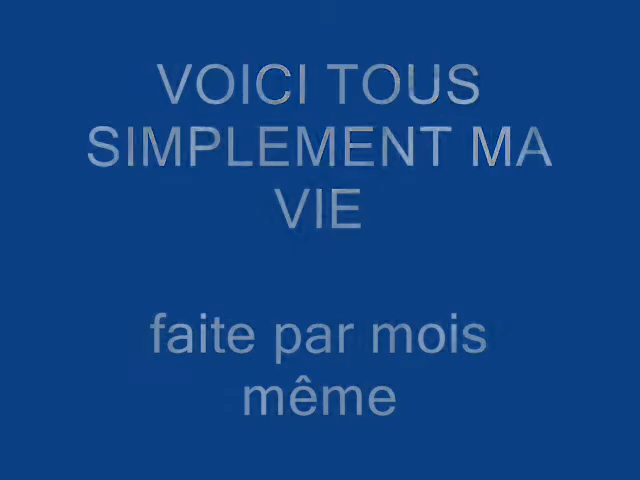 VOICI TOUS
SIMPLEMENT MA
VIE
faite par mois
même